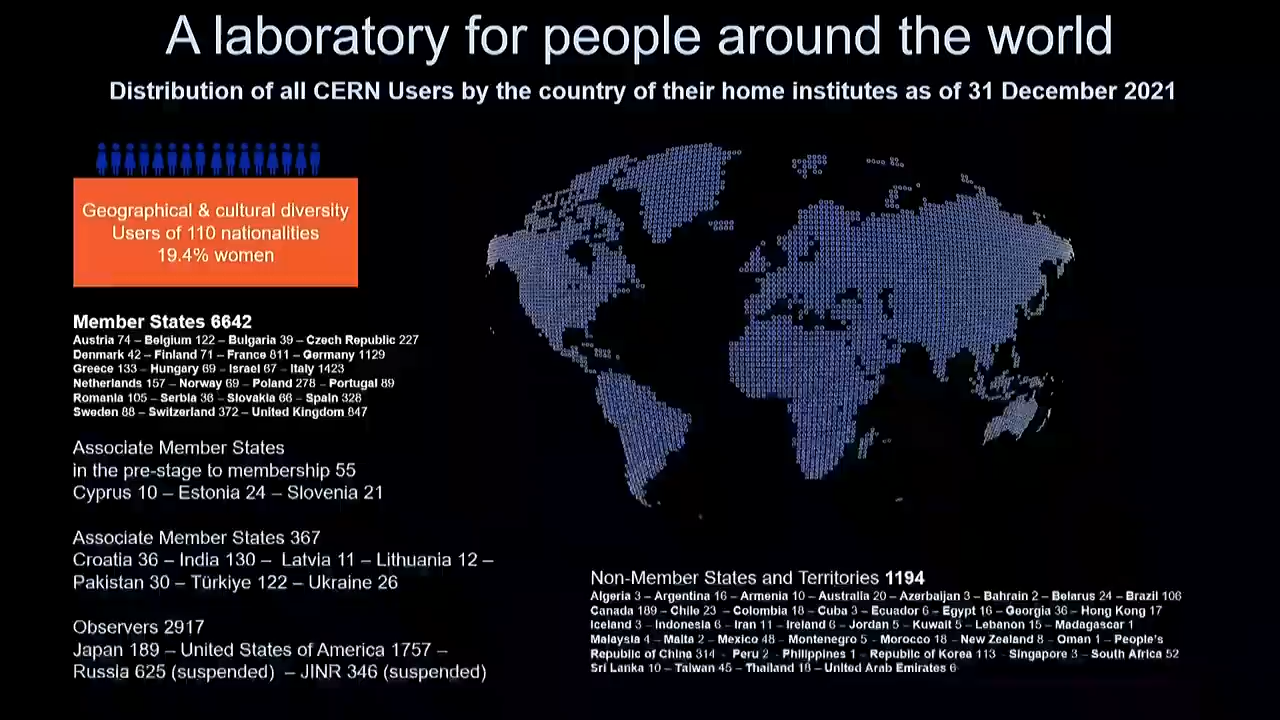 A laboratory for people around the world
Distribution of all CERN Users by the country of their home institutes as of 31 December 2021
Geographical & cultural diversity
Users of 110 nationalities
19.4% women
Member States 6642
Austria 74 – Belgium 122 – Bulgaria 39 – Czech Republic 227
Denmark 42 – Finland 71 – France 811 – Germany 1129
Greece 133 – Hungary 69 – Israel 67 – Italy 1423
Netherlands 157 – Norway 69 – Poland 278 – Portugal 89
Romania 105 – Serbia 36 – Slovakia 66 – Spain 328
Sweden 88 – Switzerland 372 – United Kingdom 847
Associate Member States
in the pre-stage to membership 55
Cyprus 10 – Estonia 24 – Slovenia 21
Associate Member States 367
Croatia 36 – India 130 – Latvia 11 – Lithuania 12 –
Pakistan 30 – Türkiye 122 – Ukraine 26
Observers 2917
Japan 189 – United States of America 1757 –
Russia 625 (suspended) – JINR 346 (suspended)
Non-Member States and Territories 1194
Algeria 3 – Argentina 16 – Armenia 10 – Australia 20 – Azerbaijan 3 – Bahrain 2 – Belarus 24 – Brazil 106
Canada 189 – Chile 23 – Colombia 18 – Cuba 3 – Ecuador 6 – Egypt 16 – Georgia 36 – Hong Kong 17
Iceland 3 – Indonesia 6 – Iran 11 – Ireland 6 – Jordan 5 – Kuwait 5 – Lebanon 15 – Madagascar 1
Malaysia 4 – Malta 2 – Mexico 48 – Montenegro 5 – Morocco 18 – New Zealand 8 – Oman 1 – People's
Republic of China 314 – Peru 2 – Philippines 1 – Republic of Korea 113 – Singapore 3 – South Africa 52
Sri Lanka 10 – Taiwan 45 – Thailand 18 – United Arab Emirates 6